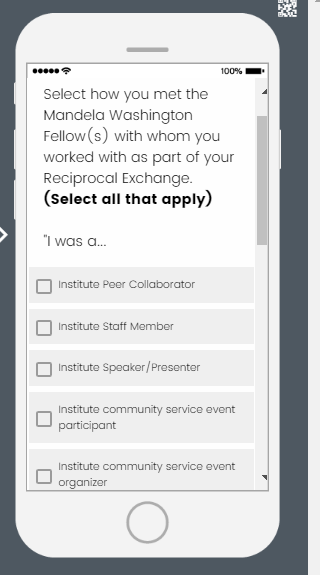 100%
Select how you met the
Mandela Washington
Fellow(s) with whom you
worked with as part of your
Reciprocal Exchange.
(Select all that apply)
"I was a...
Institute Peer Collaborator
Institute Staff Member
Institute Speaker/Presenter
Institute community service event
participant
Institute community service event
organizer